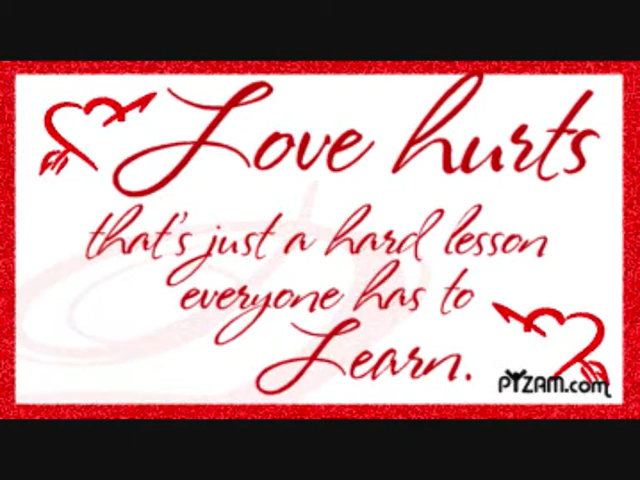 Love hurts
that's just a hard lesson
everyone has to
Learn.
PYZAM.com